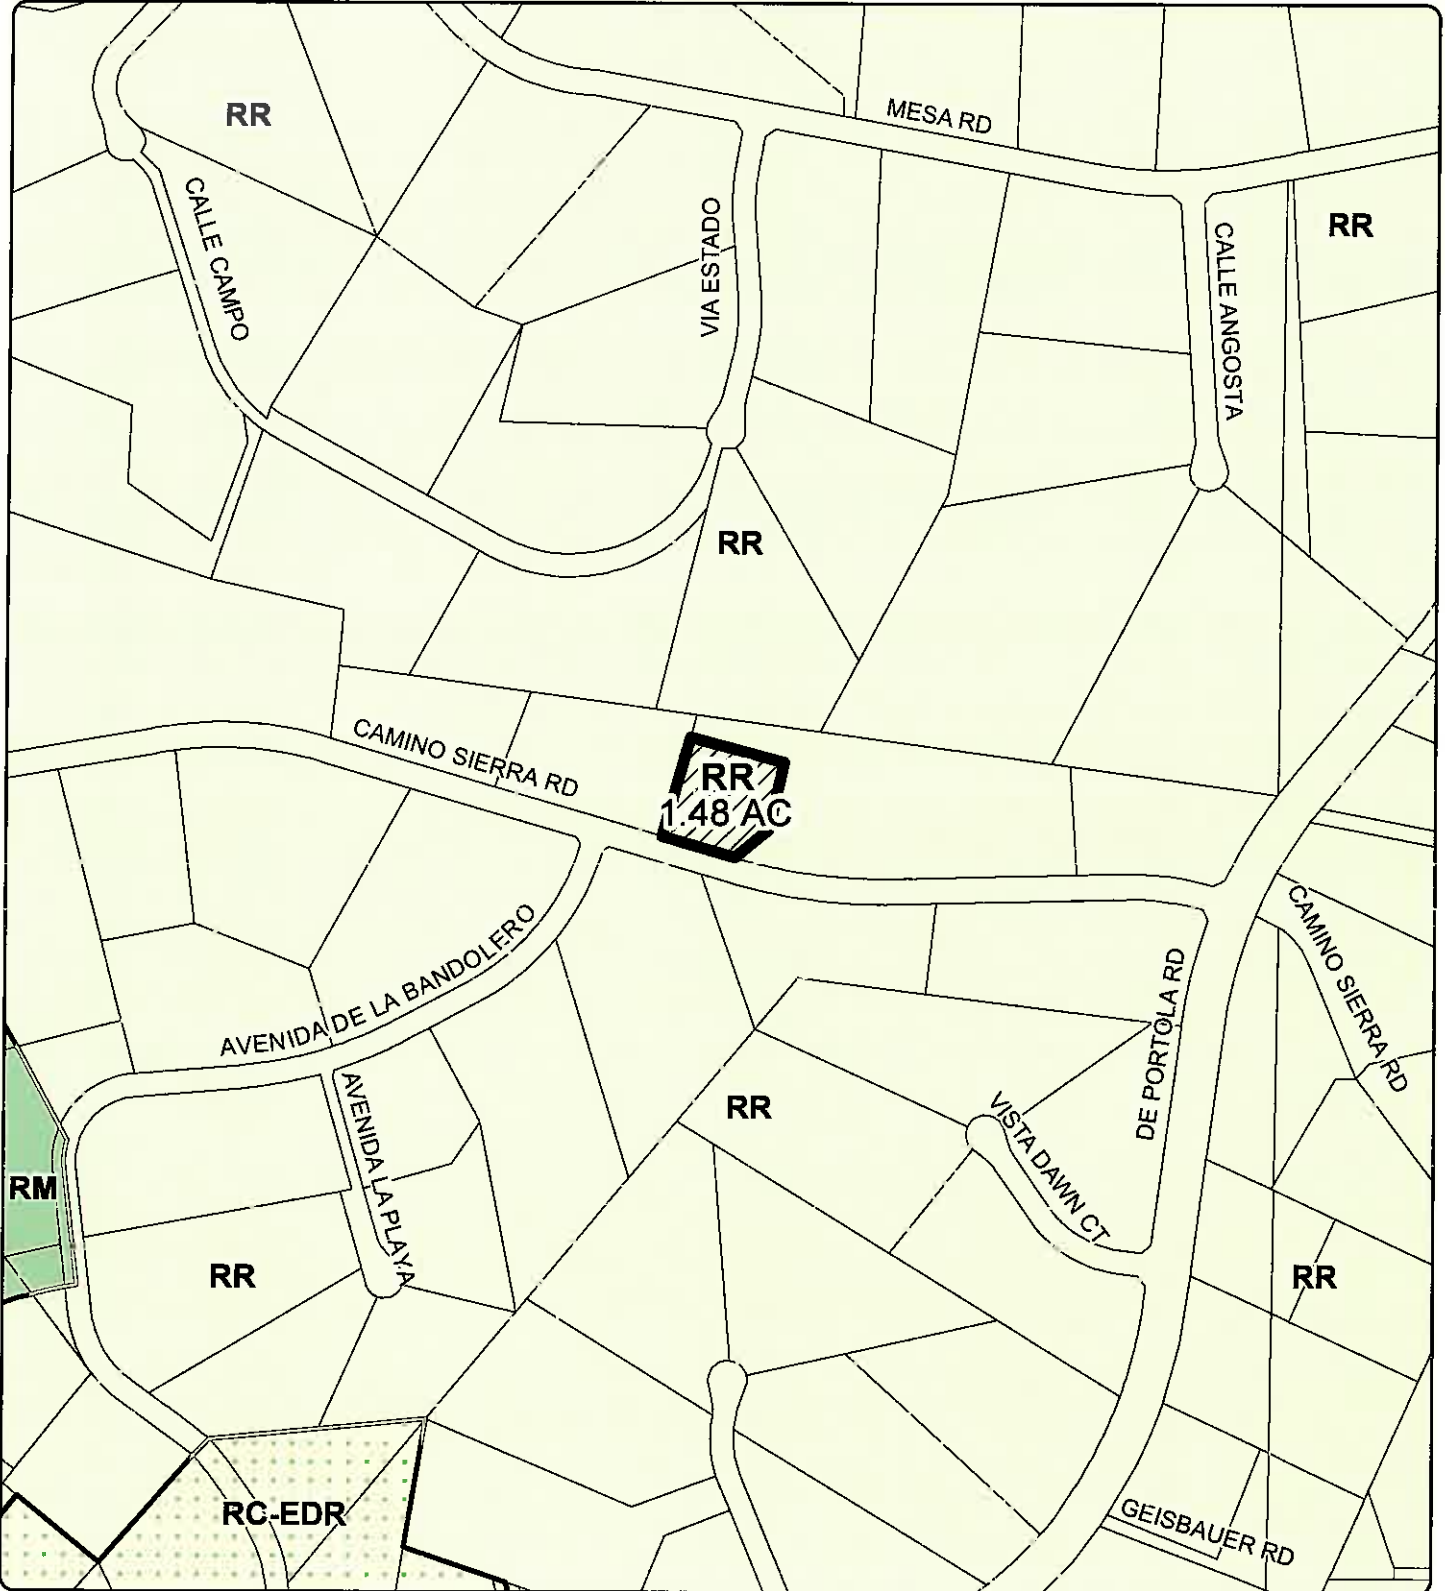 RR
MESA RD
CALLE CAMPO
VIA ESTADO
CALLE ANGOSTA
RR
RR
CAMINO SIERRA RD
RR
1.48 AC
AVENIDA DE LA BANDOLERO
CAMINO SIERRA RD
DE PORTOLA RD
AVENIDA LA PLAYA
RR
VISTA DAWN CT
RM
RR
RR
RC-EDR
GEISBAUER RD